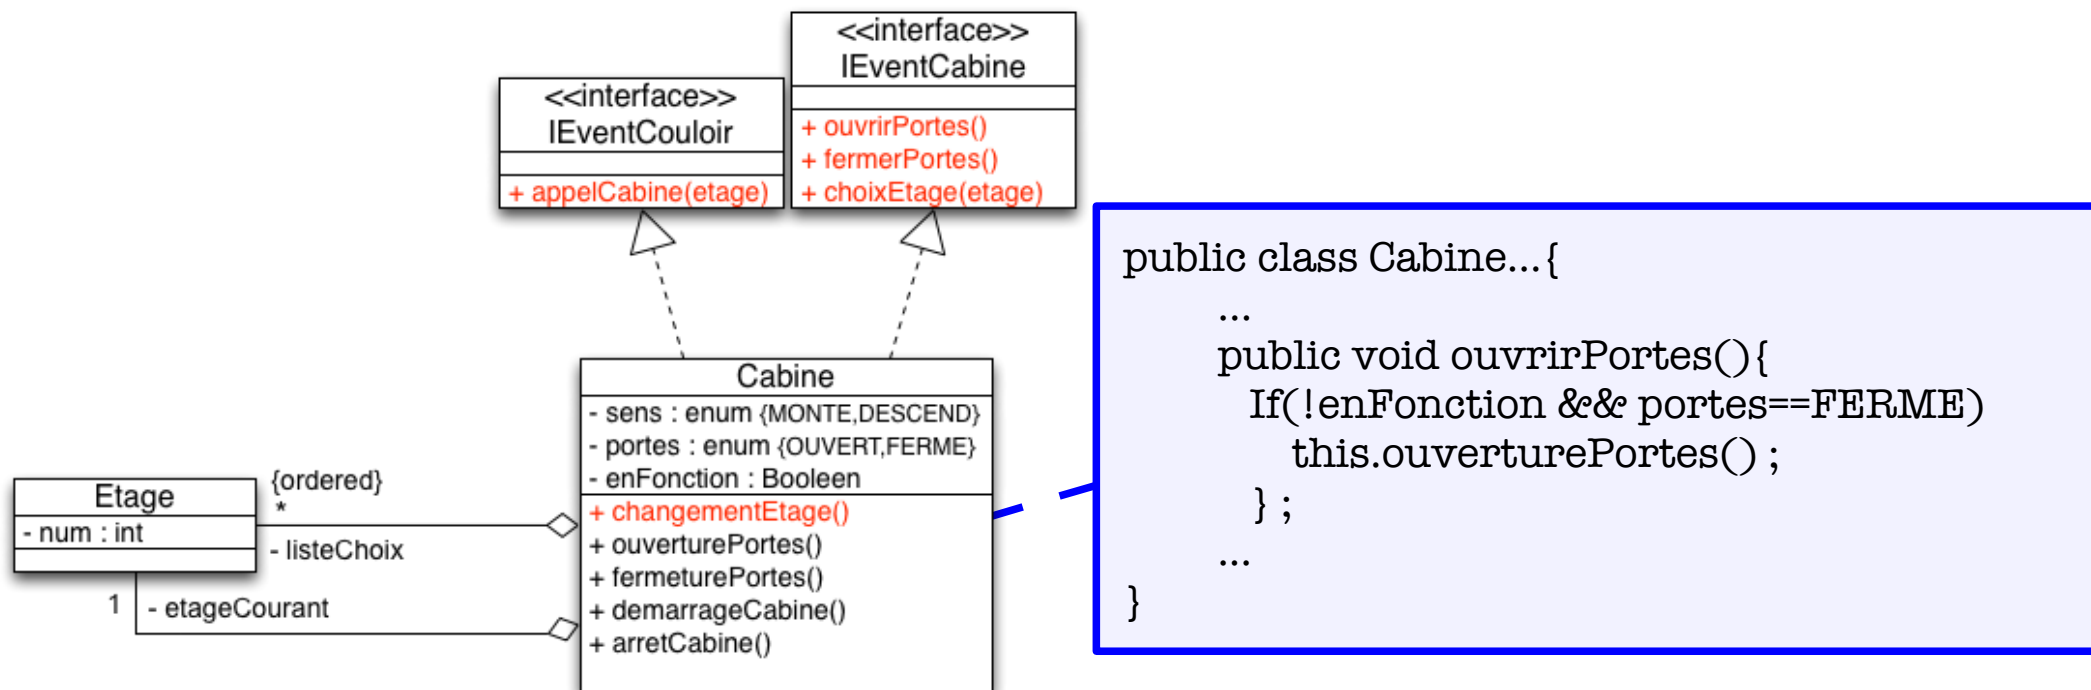 <<interface>>
IEventCouloir
+ appelCabine(etage)
<<interface>>
IEventCabine
+ ouvrirPortes()
+ fermerPortes()
+ choixEtage(etage)
Cabine
- sens : enum {MONTE,DESCEND}
- portes : enum {OUVERT,FERME}
- enFonction : Booleen
+ changementEtage()
+ ouverturePortes()
+ fermeturePortes()
+ demarrageCabine()
+ arretCabine()
Etage
- num : int
{ordered}
*
- listeChoix
1
- etageCourant
public class Cabine...{
...
public void ouvrirPortes(){
If(!enFonction && portes==FERME)
this.ouverturePortes() ;
} ;
...
}